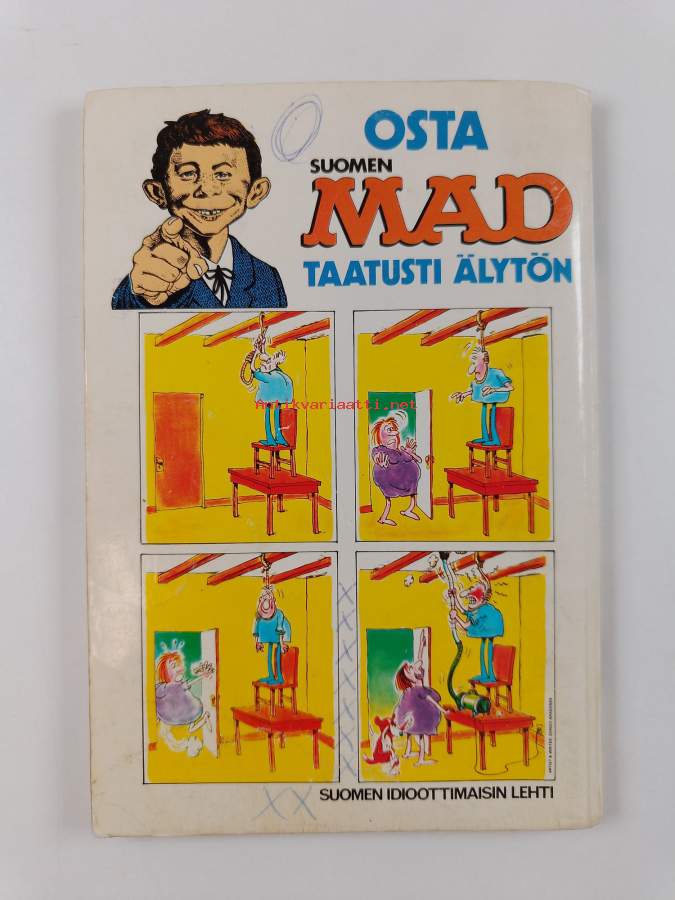 OSTA
SUOMEN
MAD
TAATUSTI ÄLYTÖN
Antikvariaatti.net
SUOMEN IDIOOTTIMAISIN LEHTI